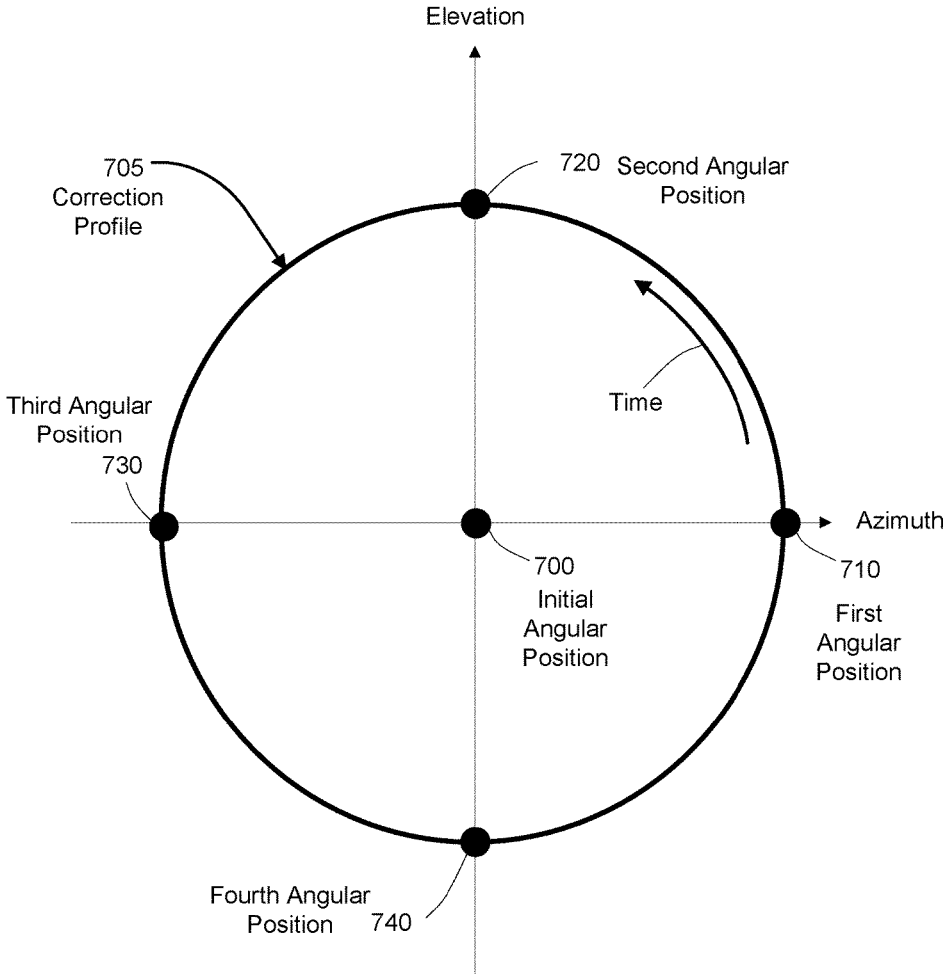 Elevation
705
Correction
Profile
720
Second Angular
Position
Time
Third Angular
Position
730
Azimuth
700
Initial
Angular
Position
710
First
Angular
Position
Fourth Angular
Position
740